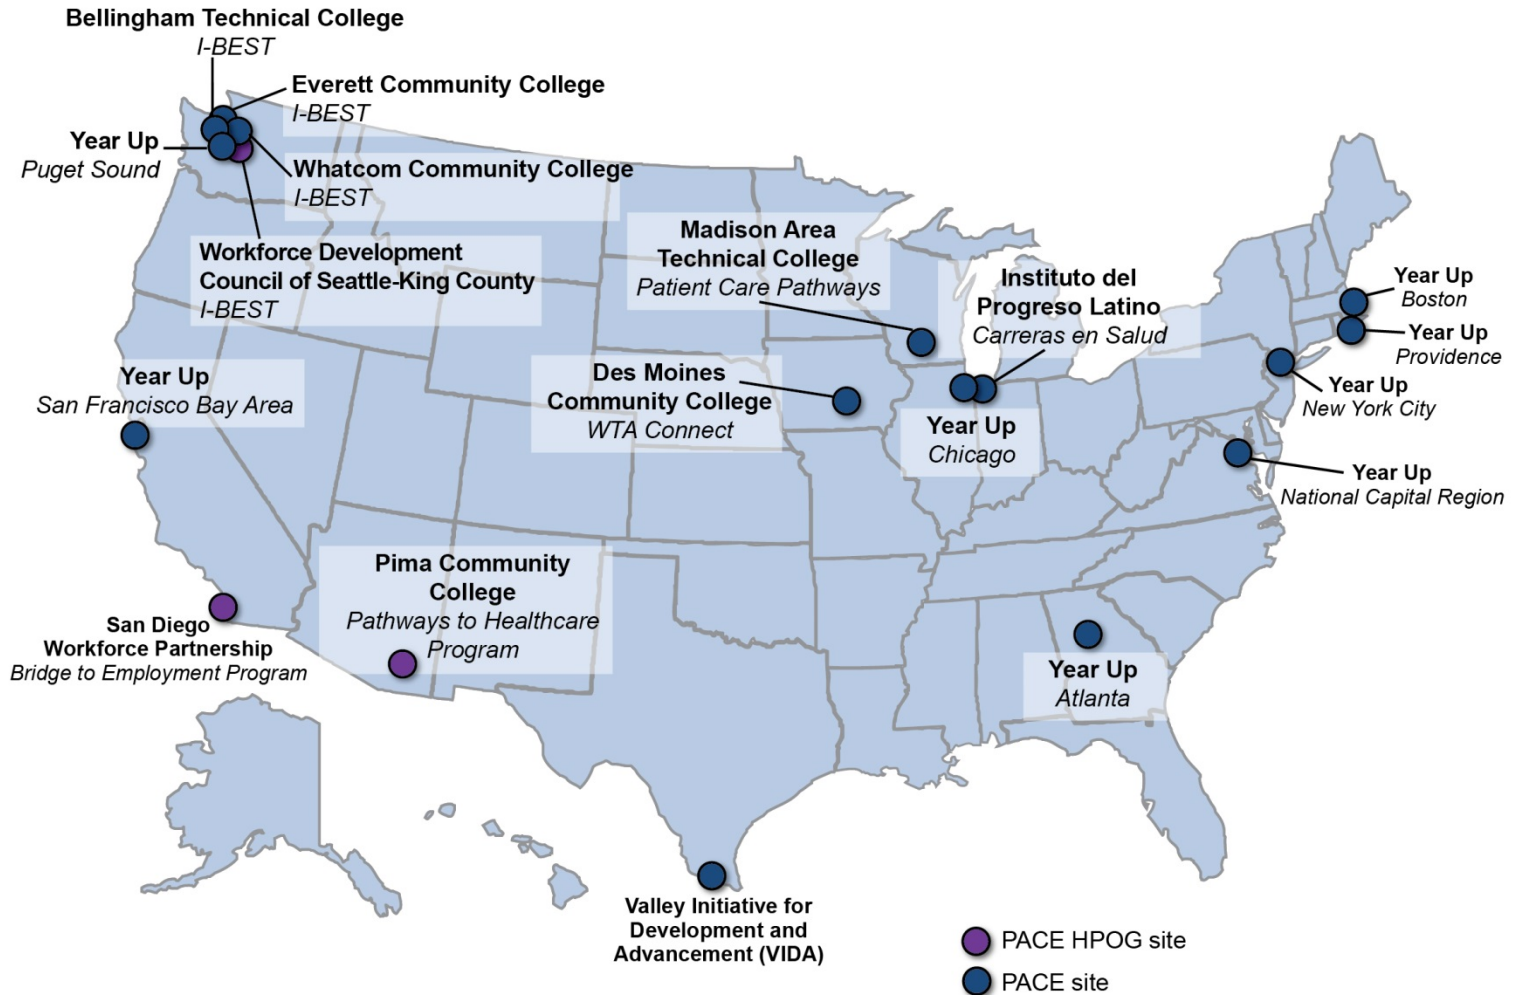 Bellingham Technical College
I-BEST
Everett Community College
I-BEST
Year Up
Puget Sound
Whatcom Community College
I-BEST
Workforce Development
Council of Seattle-King County
I-BEST
Madison Area
Technical College
Patient Care Pathways
Instituto del
Progreso Latino
Carreras en Salud
Year Up
Boston
Year Up
Providence
Year Up
New York City
Year Up
San Francisco Bay Area
Des Moines
Community College
WTA Connect
Year Up
Chicago
Year Up
National Capital Region
Pima Community
College
Pathways to Healthcare
Program
San Diego
Workforce Partnership
Bridge to Employment Program
Year Up
Atlanta
Valley Initiative for
Development and
Advancement (VIDA)
PACE HPOG site
PACE site